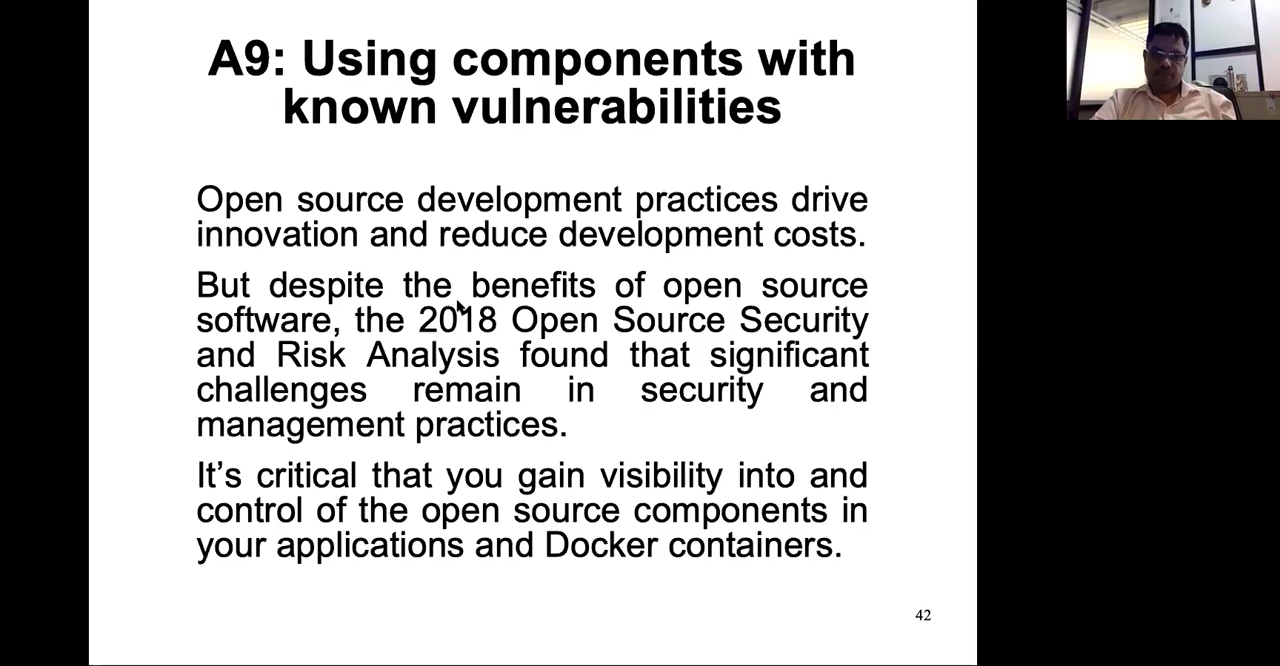 A9: Using components with
known vulnerabilities
Open source development practices drive
innovation and reduce development costs.
But despite the benefits of open source
software, the 2018 Open Source Security
and Risk Analysis found that significant
challenges remain in security and
management practices.
It’s critical that you gain visibility into and
control of the open source components in
your applications and Docker containers.
42